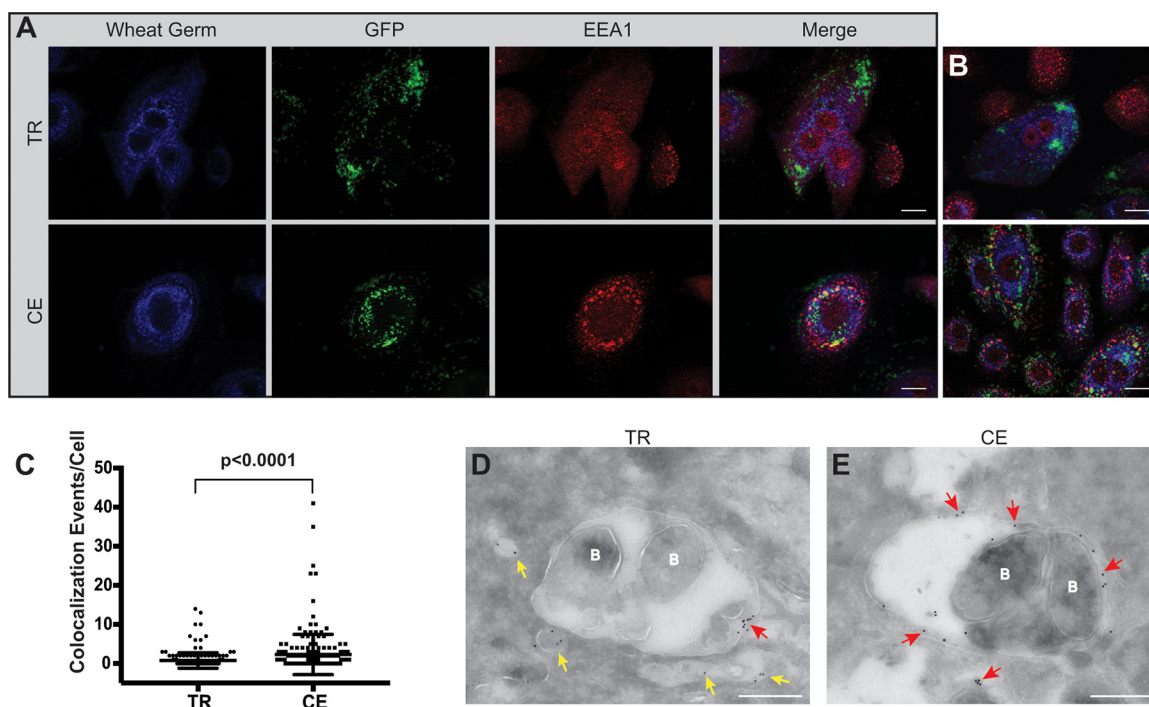 A Wheat Germ GFP EEA1 Merge
B
TR
CE
C
p<0.0001
Colocalization Events/Cell
50
40
30
20
10
0
TR CE
TR
D
B B
CE
E
B B